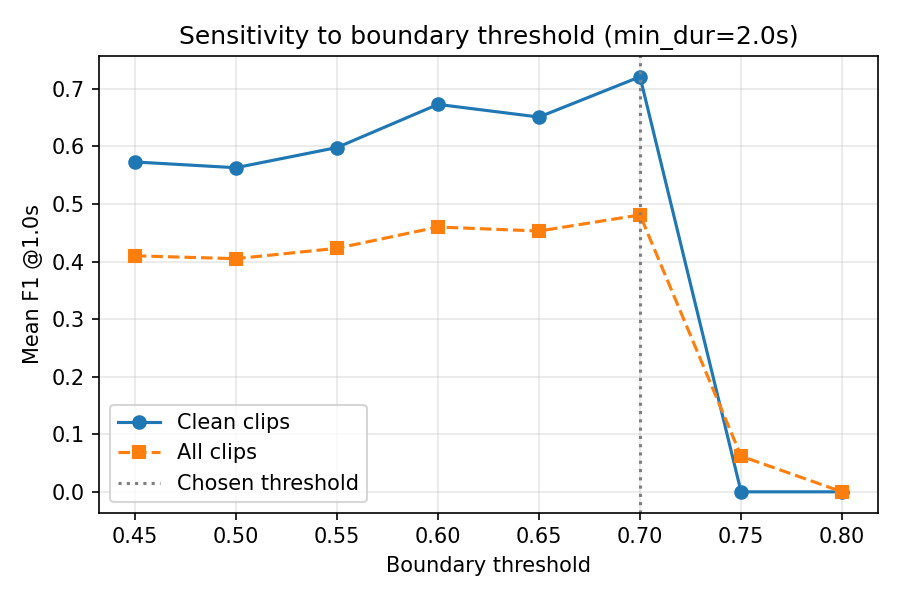 Sensitivity to boundary threshold (min_dur=2.0s)
Mean F1 @1.0s
0.7
0.6
0.5
0.4
0.3
0.2
0.1
0.0
Clean clips
All clips
Chosen threshold
0.45 0.50 0.55 0.60 0.65 0.70 0.75 0.80
Boundary threshold